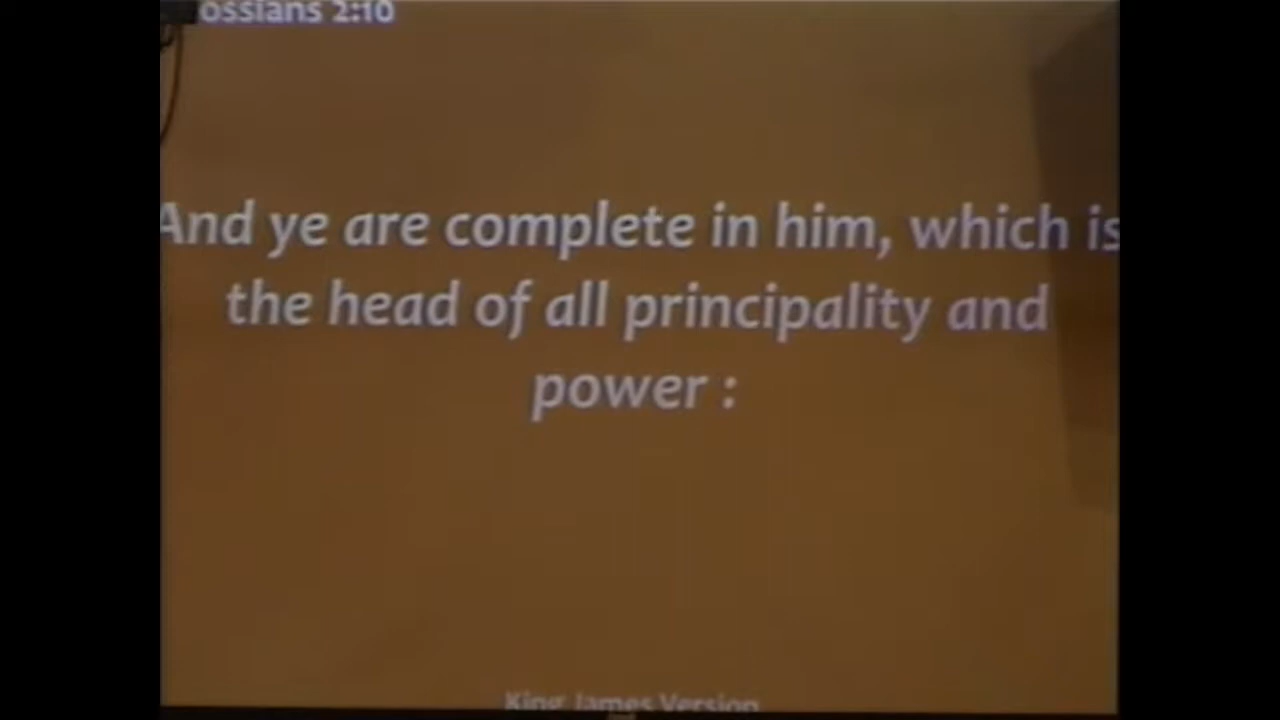 ossians 2:10
And ye are complete in him, which is
the head of all principality and
power :
King James Version